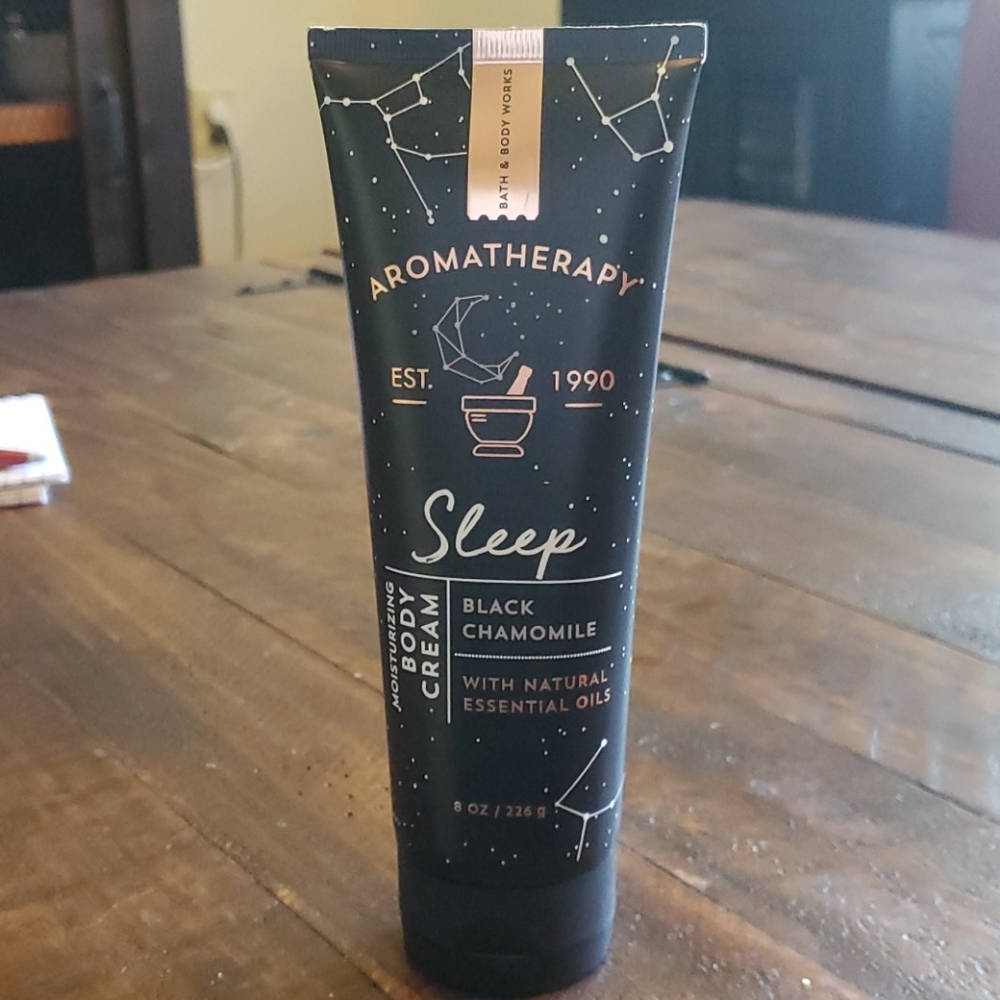 BATH & BODY WORKS
AROMATHERAPY
EST. 1990
Sleep
MOISTURIZING
BODY
CREAM
BLACK
CHAMOMILE
WITH NATURAL
ESSENTIAL OILS
8 OZ / 226 g